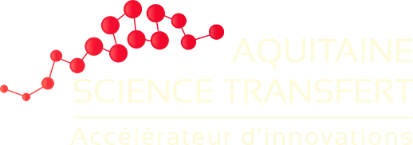 AQUITAINE
SCIENCE TRANSFERT
Accélérateur d'innovations